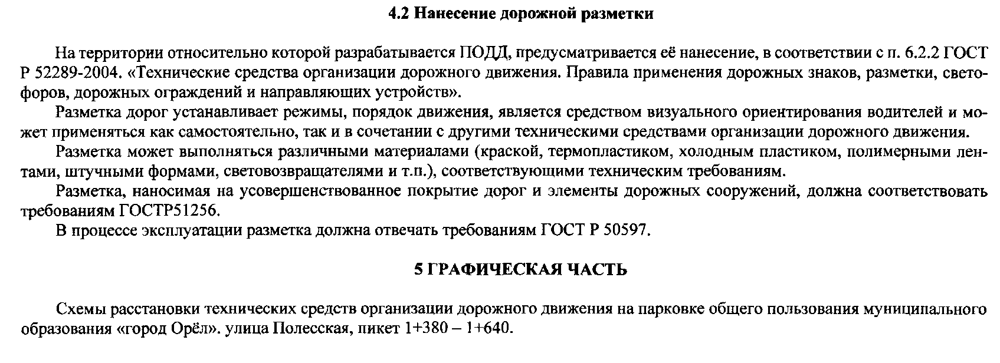 4.2 Нанесение дорожной разметки
На территории относительно которой разрабатывается ПОДД, предусматривается её нанесение, в соответствии с п. 6.2.2 ГОСТ
Р 52289-2004. «Технические средства организации дорожного движения. Правила применения дорожных знаков, разметки, свето-
форов, дорожных ограждений и направляющих устройств».
Разметка дорог устанавливает режимы, порядок движения, является средством визуального ориентирования водителей и мо-
жет применяться как самостоятельно, так и в сочетании с другими техническими средствами организации дорожного движения.
Разметка может выполняться различными материалами (краской, термопластиком, холодным пластиком, полимерными лен-
тами, штучными формами, световозвращателями и т.п.), соответствующими техническим требованиям.
Разметка, наносимая на усовершенствованное покрытие дорог и элементы дорожных сооружений, должна соответствовать
требованиям ГОСТР51256.
В процессе эксплуатации разметка должна отвечать требованиям ГОСТ Р 50597.
5 ГРАФИЧЕСКАЯ ЧАСТЬ
Схемы расстановки технических средств организации дорожного движения на парковке общего пользования муниципального
образования «город Орёл». улица Полесская, пикет 1+380 – 1+640.